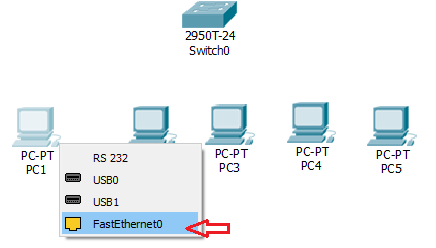 2950T-24
Switch0
PC-PT
PC1
PC-PT
PC3
PC-PT
PC4
PC-PT
PC5
RS 232
USB0
USB1
FastEthernet0